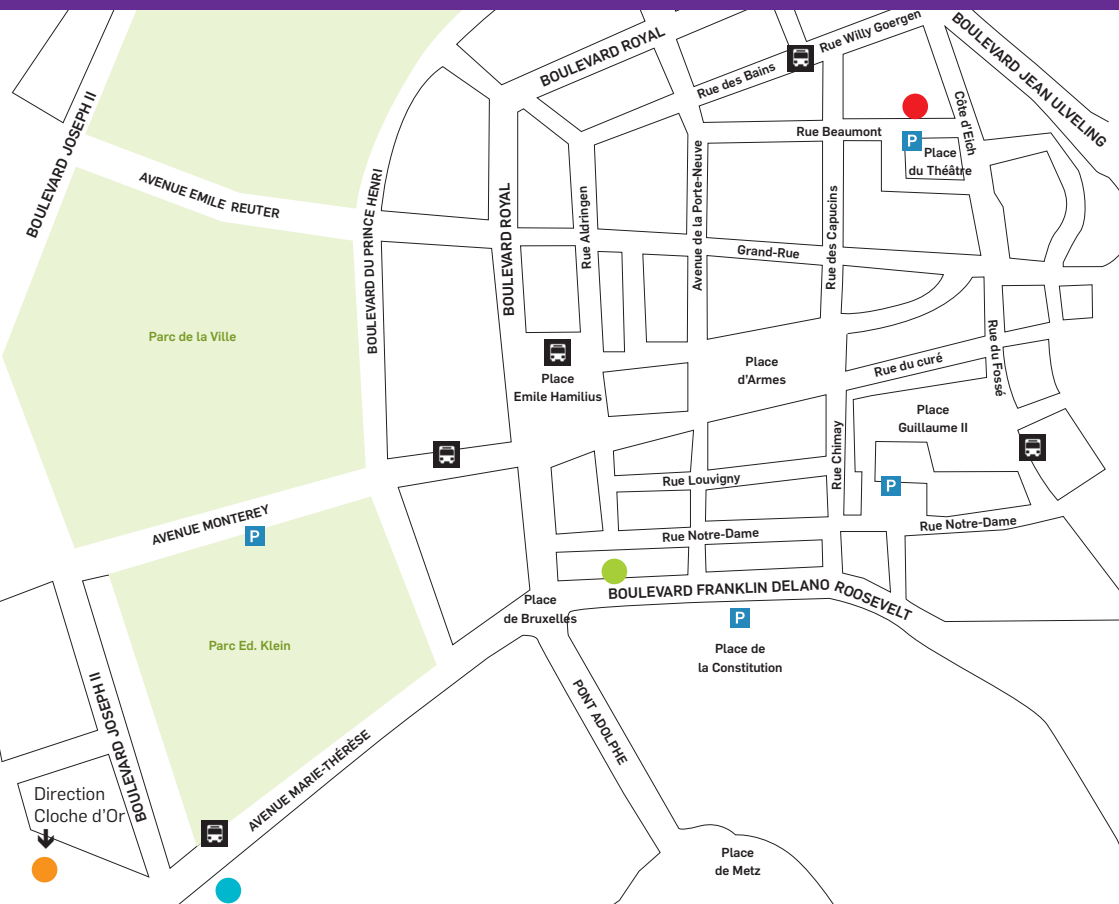 BOULEVARD ROYAL
Rue Willy Goergen
BOULEVARD JEAN ULVELING
Rue des Bains
BOULEVARD JOSEPH II
Côte d'Eich
Rue Beaumont
P
Place
du Théâtre
AVENUE EMILE REUTER
BOULEVARD DU PRINCE HENRI
BOULEVARD ROYAL
Rue Aldringen
Avenue de la Porte-Neuve
Rue des Capucins
Grand-Rue
Parc de la Ville
Place
Emile Hamilius
Place
d'Armes
Rue du curé
Rue du Fossé
Place
Guillaume II
Rue Chimay
Rue Louvigny
P
AVENUE MONTEREY
P
Rue Notre-Dame
Rue Notre-Dame
BOULEVARD FRANKLIN DELANO ROOSEVELT
Place
de Bruxelles
P
Place de
la Constitution
Parc Ed. Klein
PONT ADOLPHE
BOULEVARD JOSEPH II
AVENUE MARIE-THÉRÈSE
Direction
Cloche d'Or
Place
de Metz